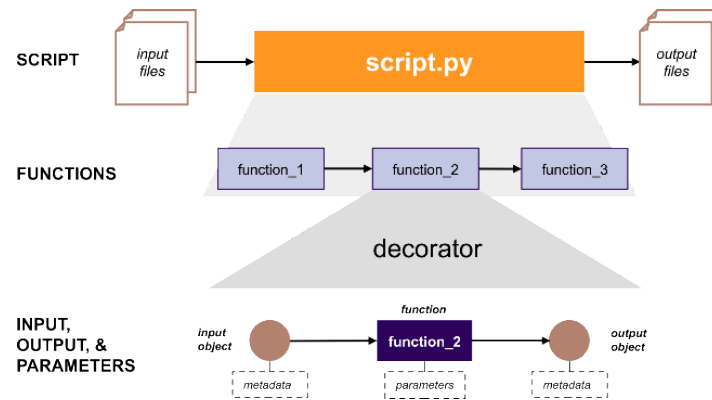 SCRIPT
input
files
script.py
output
files
FUNCTIONS
function_1
function_2
function_3
decorator
INPUT,
OUTPUT, &
PARAMETERS
input
object
function
function_2
output
object
metadata
parameters
metadata